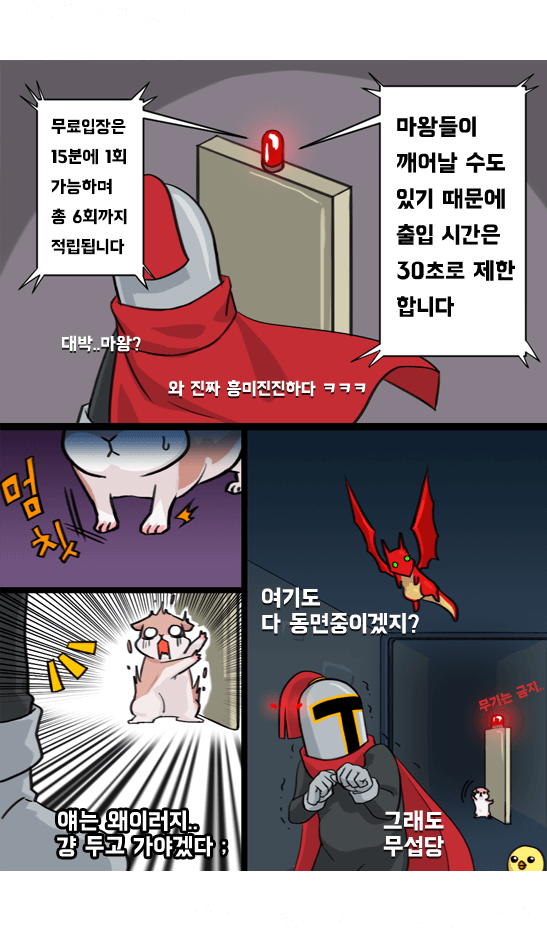 무료입장은
15분에 1회
가능하며
총 6회까지
적립됩니다
마왕들이
깨어날 수도
있기 때문에
출입 시간은
30초로 제한
합니다
대박..마왕?
와 진짜 흥미진진하다 ㅋㅋㅋ
멈칫
여기도
다 동면중이겠지?
무기는 금지..
얘는 왜이러지..
걍 두고 가야겠다 ;
그래도
무섭당